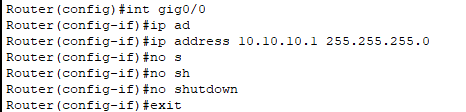 Router(config)#int gig0/0
Router(config-if)#ip ad
Router(config-if)#ip address 10.10.10.1 255.255.255.0
Router(config-if)#no s
Router(config-if)#no sh
Router(config-if)#no shutdown
Router(config-if)#exit